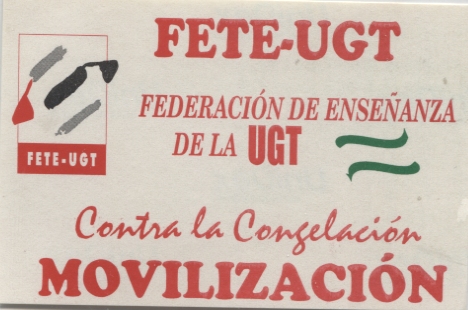 FETE-UGT
FEDERACIÓN DE ENSEÑANZA
DE LA UGT
FETE-UGT
Contra la Congelación
MOVILIZACIÓN